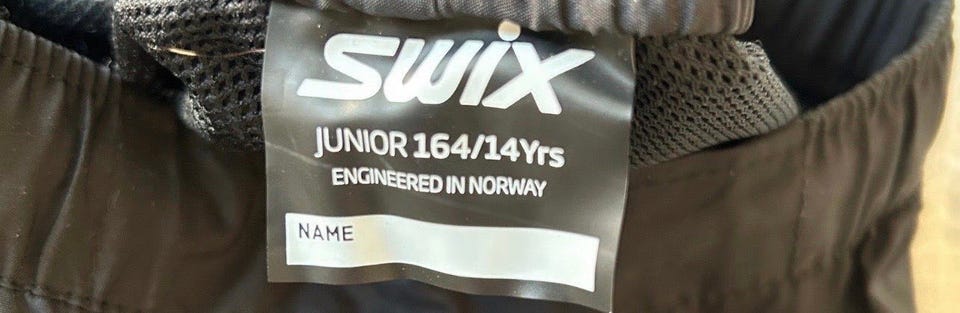 SWIX
JUNIOR 164/14Yrs
ENGINEERED IN NORWAY
NAME